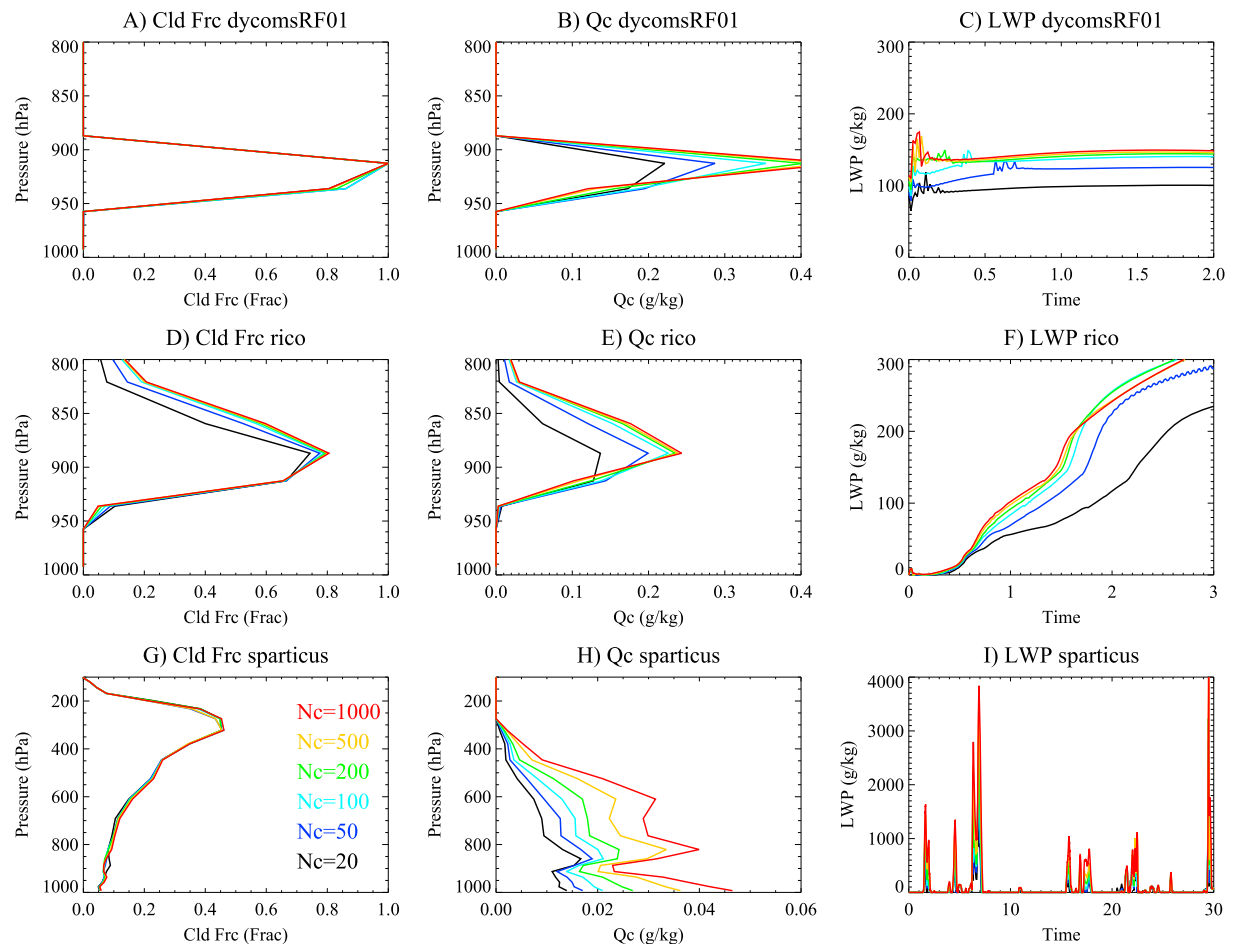 A) Cld Frc dycomsRF01
B) Qc dycomsRF01
C) LWP dycomsRF01
800
850
900
950
1000
Pressure (hPa)
0.0 0.2 0.4 0.6 0.8 1.0
Cld Frc (Frac)
800
850
900
950
1000
Pressure (hPa)
0.0 0.1 0.2 0.3 0.4
Qc (g/kg)
300
200
100
0
LWP (g/kg)
0.0 0.5 1.0 1.5 2.0
Time
D) Cld Frc rico
E) Qc rico
F) LWP rico
800
850
900
950
1000
Pressure (hPa)
0.0 0.2 0.4 0.6 0.8 1.0
Cld Frc (Frac)
800
850
900
950
1000
Pressure (hPa)
0.0 0.1 0.2 0.3 0.4
Qc (g/kg)
300
200
100
0
LWP (g/kg)
0 1 2 3
Time
G) Cld Frc sparticus
H) Qc sparticus
I) LWP sparticus
200
400
600
800
1000
Pressure (hPa)
Nc=1000
Nc=500
Nc=200
Nc=100
Nc=50
Nc=20
0.0 0.2 0.4 0.6 0.8 1.0
Cld Frc (Frac)
200
400
600
800
1000
Pressure (hPa)
0.00 0.02 0.04 0.06
Qc (g/kg)
4000
3000
2000
1000
0
LWP (g/kg)
0 10 20 30
Time